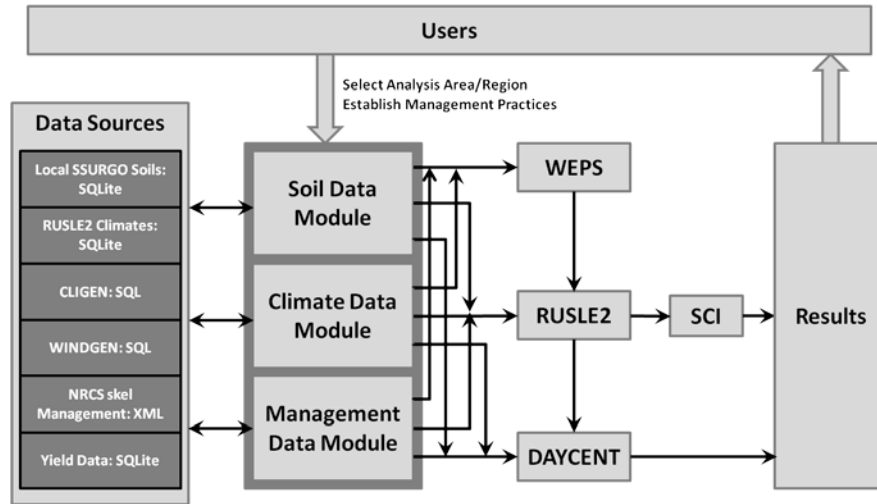 Users
Select Analysis Area/Region
Establish Management Practices
Data Sources
Local SSURGO Soils:
SQLite
RUSLE2 Climates:
SQLite
CLIGEN: SQL
WINDGEN: SQL
NRCS skel
Management: XML
Yield Data: SQLite
Soil Data
Module
Climate Data
Module
Management
Data Module
WEPS
RUSLE2
SCI
DAYCENT
Results